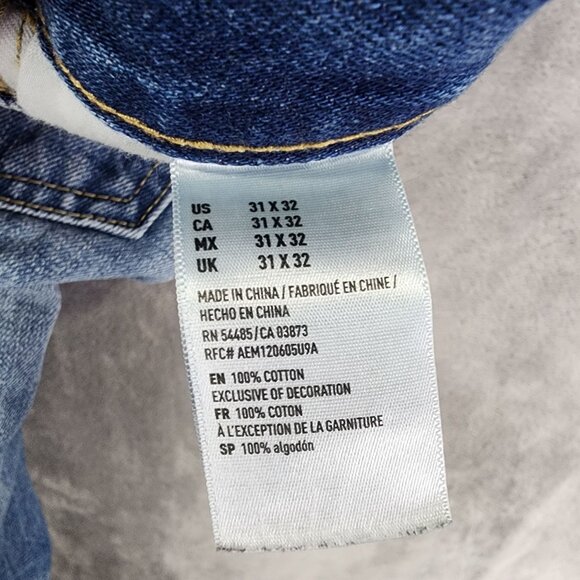 US 31 X 32
CA 31 X 32
MX 31 X 32
UK 31 X 32
MADE IN CHINA / FABRIQUÉ EN CHINE /
HECHO EN CHINA
RN 54485/CA 03873
RFC# AEM120605U9A
EN 100% COTTON
EXCLUSIVE OF DECORATION
FR 100% COTON
À L'EXCEPTION DE LA GARNITURE
SP 100% algodón